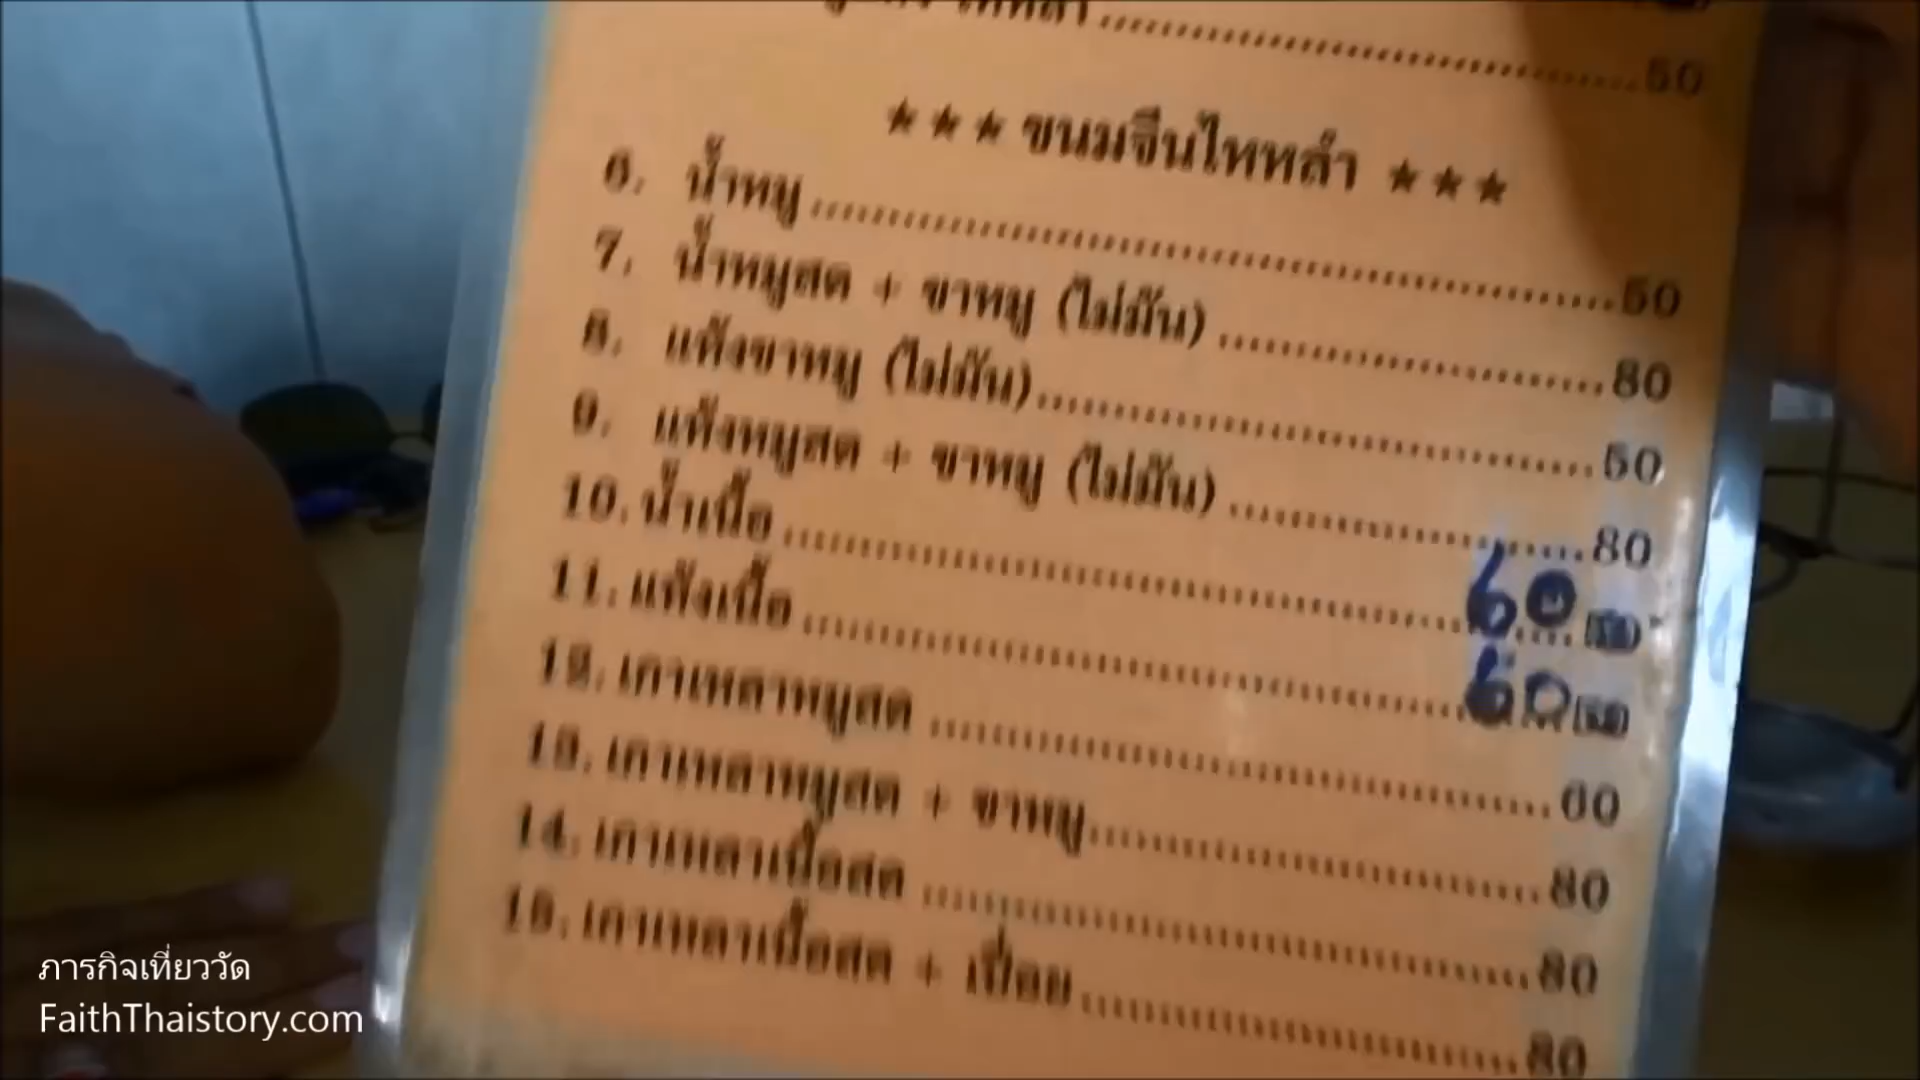 50
★★★ ขนมจีนไหหลำ ★★★
6. น้ำหมู 50
7. น้ำหมูสด + ขาหมู (ไม่มัน) 80
8. แห้งขาหมู (ไม่มัน) 50
9. แห้งหมูสด + ขาหมู (ไม่มัน) 80
10. น้ำเนื้อ 60
11. แห้งเนื้อ 60
12. เกาเหลาหมูสด 60
13. เกาเหลาหมูสด + ขาหมู 80
14. เกาเหลาเนื้อสด 80
15. เกาเหลาเนื้อสด + เปื่อย 80
ภารกิจเที่ยววัด
FaithThaistory.com